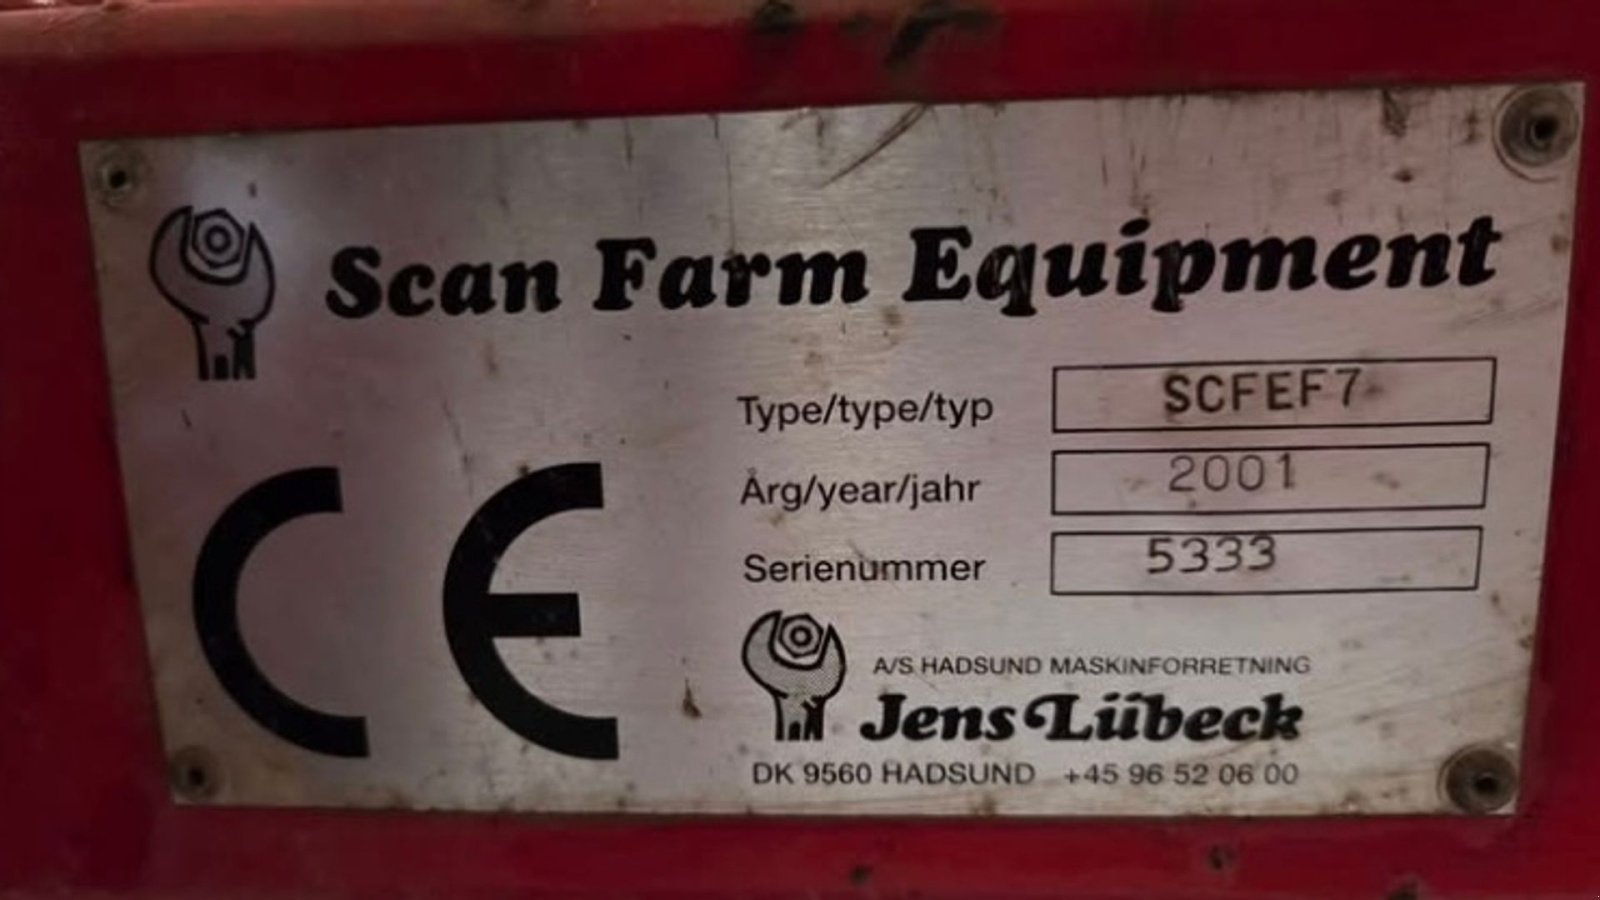 Scan Farm Equipment
Type/type/typ SCFEF7
Årg/year/jahr 2001
Serienummer 5333
CE
A/S HADSUND MASKINFORRETNING
Jens Lübeck
DK 9560 HADSUND +45 96 52 06 00